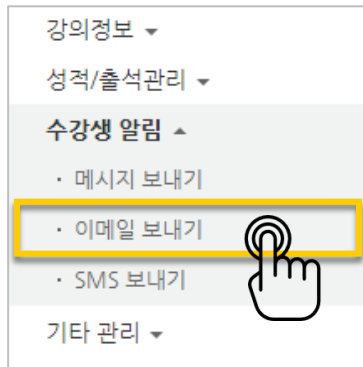 강의정보 ▾
성적/출석관리 ▾
수강생 알림 ▴
· 메시지 보내기
· 이메일 보내기
· SMS 보내기
기타 관리 ▾